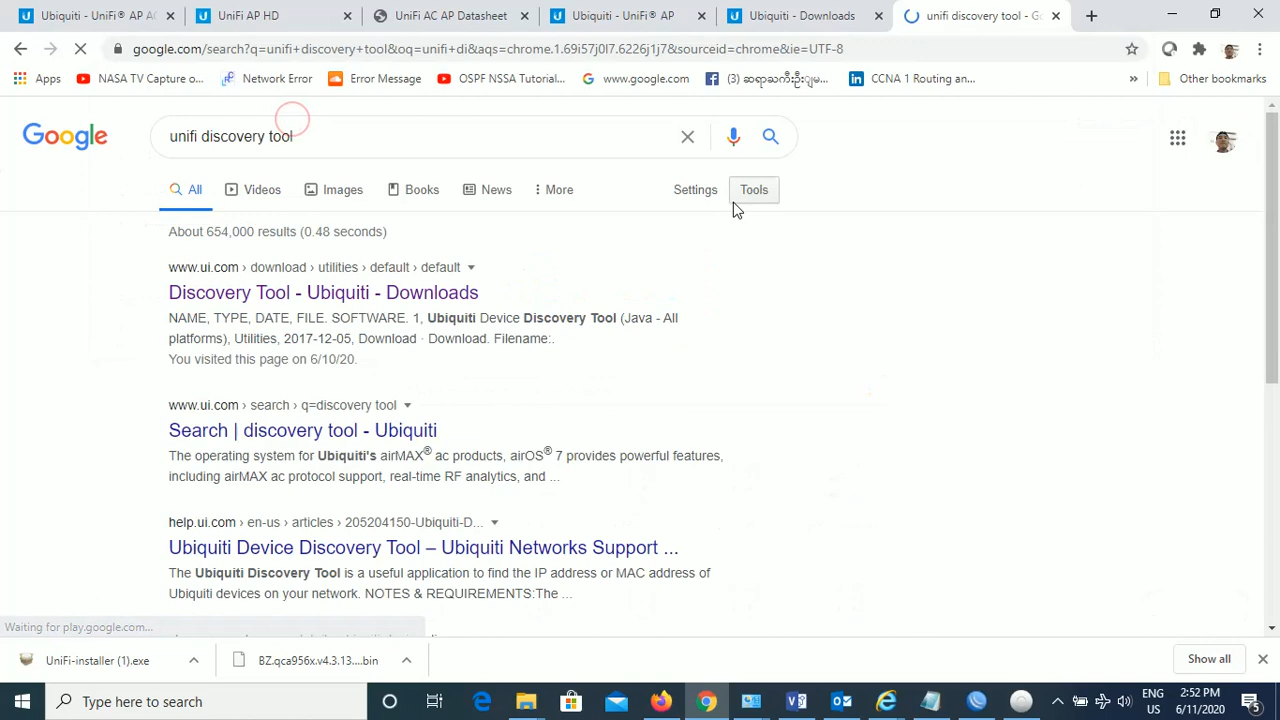 Ubiquiti - UniFi® AP AC
UniFi AP HD
UniFi AC AP Datasheet
Ubiquiti - UniFi® AP
Ubiquiti - Downloads
unifi discovery tool - Go
google.com/search?q=unifi+discovery+tool&oq=unifi+di&aqs=chrome.1.69i57j0l7.6226j1j7&sourceid=chrome&ie=UTF-8
Apps
NASA TV Capture o...
Network Error
Error Message
OSPF NSSA Tutorial...
www.google.com
(3) ဆရာႀကီးဦးျမ...
CCNA 1 Routing an...
»
Other bookmarks
Google
unifi discovery tool
All
Videos
Images
Books
News
More
Settings
Tools
About 654,000 results (0.48 seconds)
www.ui.com › download › utilities › default › default
Discovery Tool - Ubiquiti - Downloads
NAME, TYPE, DATE, FILE. SOFTWARE. 1, Ubiquiti Device Discovery Tool (Java - All
platforms), Utilities, 2017-12-05, Download · Download. Filename:.
You visited this page on 6/10/20.
www.ui.com › search › q=discovery tool
Search | discovery tool - Ubiquiti
The operating system for Ubiquiti's airMAX® ac products, airOS® 7 provides powerful features,
including airMAX ac protocol support, real-time RF analytics, and ...
help.ui.com › en-us › articles › 205204150-Ubiquiti-D...
Ubiquiti Device Discovery Tool – Ubiquiti Networks Support ...
The Ubiquiti Discovery Tool is a useful application to find the IP address or MAC address of
Ubiquiti devices on your network. NOTES & REQUIREMENTS:The ...
Waiting for play.google.com...
UniFi-installer (1).exe
BZ.qca956x.v4.3.13....bin
Show all
Type here to search
ENG
US
2:52 PM
6/11/2020
5